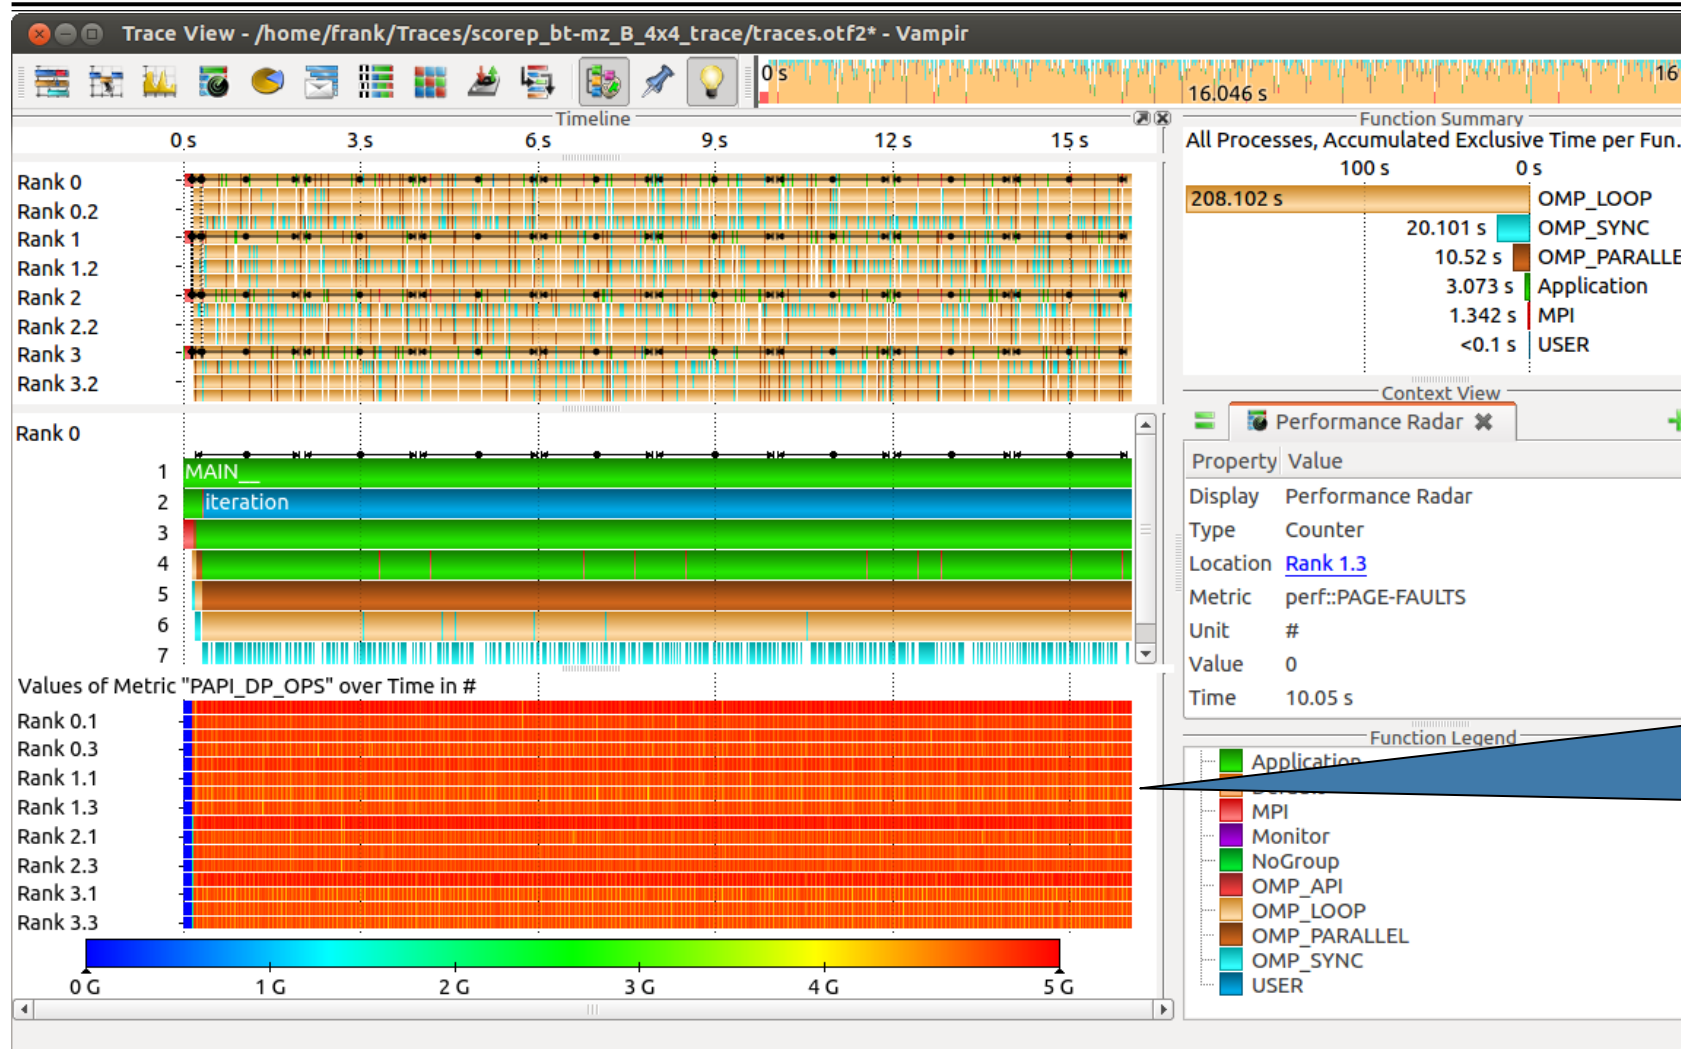 Trace View - /home/frank/Traces/scorep_bt-mz_B_4x4_trace/traces.otf2* - Vampir
0 s
16.046 s
16
Timeline
0 s 3 s 6 s 9 s 12 s 15 s
Rank 0
Rank 0.2
Rank 1
Rank 1.2
Rank 2
Rank 2.2
Rank 3
Rank 3.2
Rank 0
1 MAIN__
2 iteration
3
4
5
6
7
Values of Metric "PAPI_DP_OPS" over Time in #
Rank 0.1
Rank 0.3
Rank 1.1
Rank 1.3
Rank 2.1
Rank 2.3
Rank 3.1
Rank 3.3
0 G 1 G 2 G 3 G 4 G 5 G
Function Summary
All Processes, Accumulated Exclusive Time per Fun.
100 s 0 s
208.102 s OMP_LOOP
20.101 s OMP_SYNC
10.52 s OMP_PARALLE
3.073 s Application
1.342 s MPI
<0.1 s USER
Context View
Performance Radar
Property Value
Display Performance Radar
Type Counter
Location Rank 1.3
Metric perf::PAGE-FAULTS
Unit #
Value 0
Time 10.05 s
Function Legend
Application
MPI
Monitor
NoGroup
OMP_API
OMP_LOOP
OMP_PARALLEL
OMP_SYNC
USER